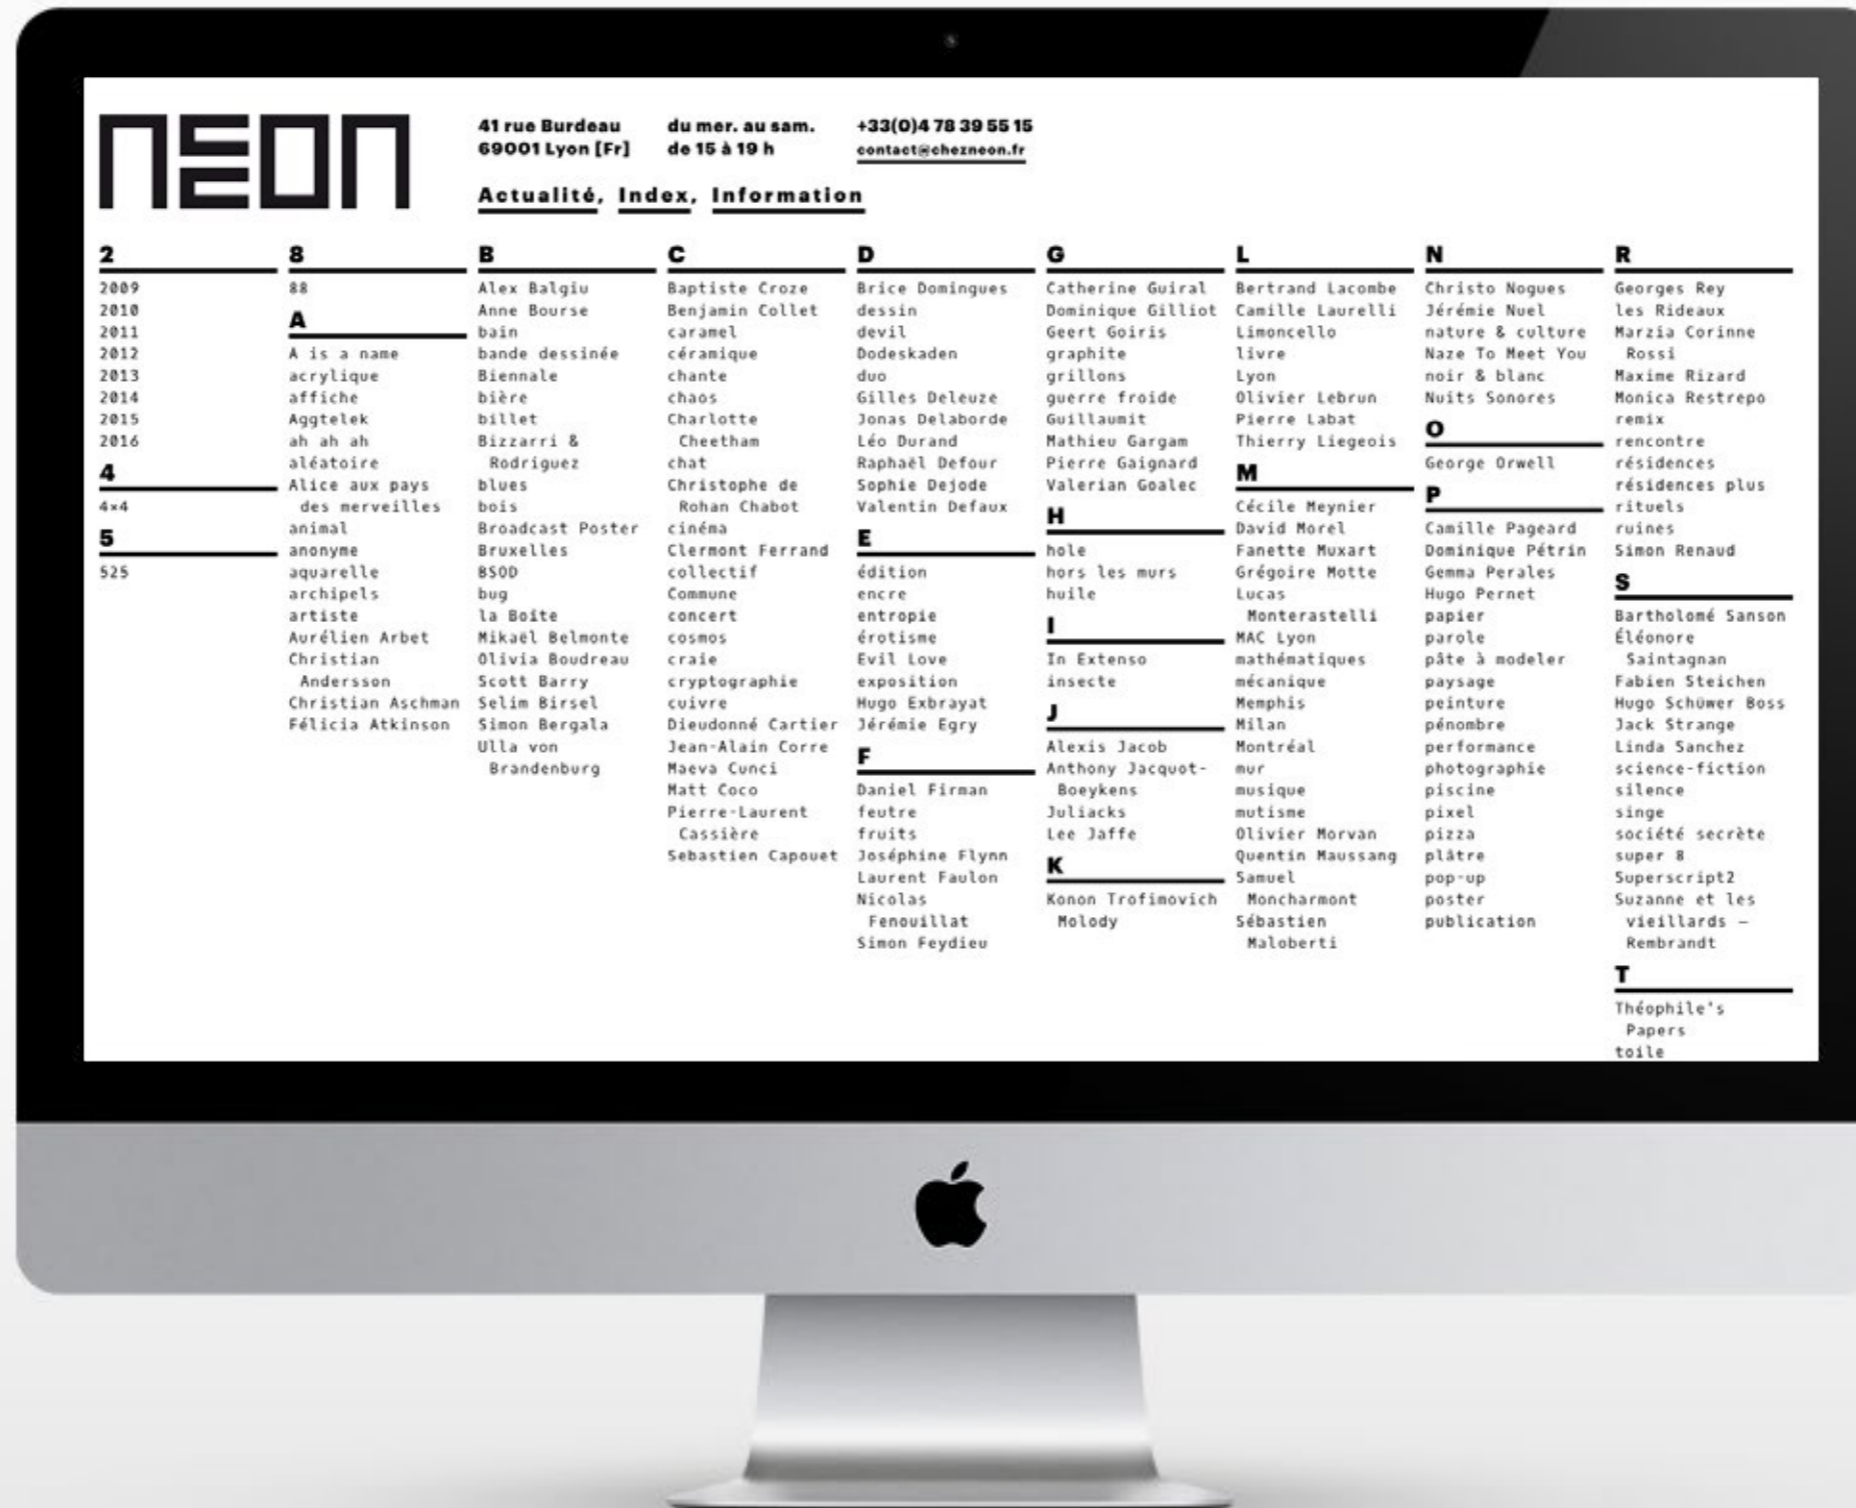 NEON
41 rue Burdeau
69001 Lyon [Fr]
du mer. au sam.
de 15 à 19 h
+33(0)4 78 39 55 15
contact@chezneon.fr
Actualité, Index, Information
2
2009
2010
2011
2012
2013
2014
2015
2016
4
4×4
5
525
8
88
A
A is a name
acrylique
affiche
Aggtelek
ah ah ah
aléatoire
Alice aux pays
des merveilles
animal
anonyme
aquarelle
archipels
artiste
Aurélien Arbet
Christian
Andersson
Christian Aschman
Félicia Atkinson
B
Alex Balgiu
Anne Bourse
bain
bande dessinée
Biennale
bière
billet
Bizzarri &
Rodriguez
blues
bois
Broadcast Poster
Bruxelles
BSOD
bug
la Boîte
Mikaël Belmonte
Olivia Boudreau
Scott Barry
Selim Birsel
Simon Bergala
Ulla von
Brandenburg
C
Baptiste Croze
Benjamin Collet
caramel
céramique
chante
chaos
Charlotte
Cheetham
chat
Christophe de
Rohan Chabot
cinéma
Clermont Ferrand
collectif
Commune
concert
cosmos
craie
cryptographie
cuivre
Dieudonné Cartier
Jean-Alain Corre
Maeva Cunci
Matt Coco
Pierre-Laurent
Cassière
Sebastien Capouet
D
Brice Domingues
dessin
devil
Dodeskaden
duo
Gilles Deleuze
Jonas Delaborde
Léo Durand
Raphaël Defour
Sophie Dejode
Valentin Defaux
E
édition
encre
entropie
érotisme
Evil Love
exposition
Hugo Exbrayat
Jérémie Egry
F
Daniel Firman
feutre
fruits
Joséphine Flynn
Laurent Faulon
Nicolas
Fenouillat
Simon Feydieu
G
Catherine Guiral
Dominique Gilliot
Geert Goiris
graphite
grillons
guerre froide
Guillaumit
Mathieu Gargam
Pierre Gaignard
Valerian Goalec
H
hole
hors les murs
huile
I
In Extenso
insecte
J
Alexis Jacob
Anthony Jacquot-
Boeykens
Juliacks
Lee Jaffe
K
Konon Trofimovich
Molody
L
Bertrand Lacombe
Camille Laurelli
Limoncello
livre
Lyon
Olivier Lebrun
Pierre Labat
Thierry Liegeois
M
Cécile Meynier
David Morel
Fanette Muxart
Grégoire Motte
Lucas
Monterastelli
MAC Lyon
mathématiques
mécanique
Memphis
Milan
Montréal
mur
musique
mutisme
Olivier Morvan
Quentin Maussang
Samuel
Moncharmont
Sébastien
Maloberti
N
Christo Nogues
Jérémie Nuel
nature & culture
Naze To Meet You
noir & blanc
Nuits Sonores
O
George Orwell
P
Camille Pageard
Dominique Pétrin
Gemma Perales
Hugo Pernet
papier
parole
pâte à modeler
paysage
peinture
pénombre
performance
photographie
piscine
pixel
pizza
plâtre
pop-up
poster
publication
R
Georges Rey
les Rideaux
Marzia Corinne
Rossi
Maxime Rizard
Monica Restrepo
remix
rencontre
résidences
résidences plus
rituels
ruines
Simon Renaud
S
Bartholomé Sanson
Éléonore
Saintagnan
Fabien Steichen
Hugo Schüwer Boss
Jack Strange
Linda Sanchez
science-fiction
silence
singe
société secrète
super 8
Superscript2
Suzanne et les
vieillards –
Rembrandt
T
Théophile's
Papers
toile